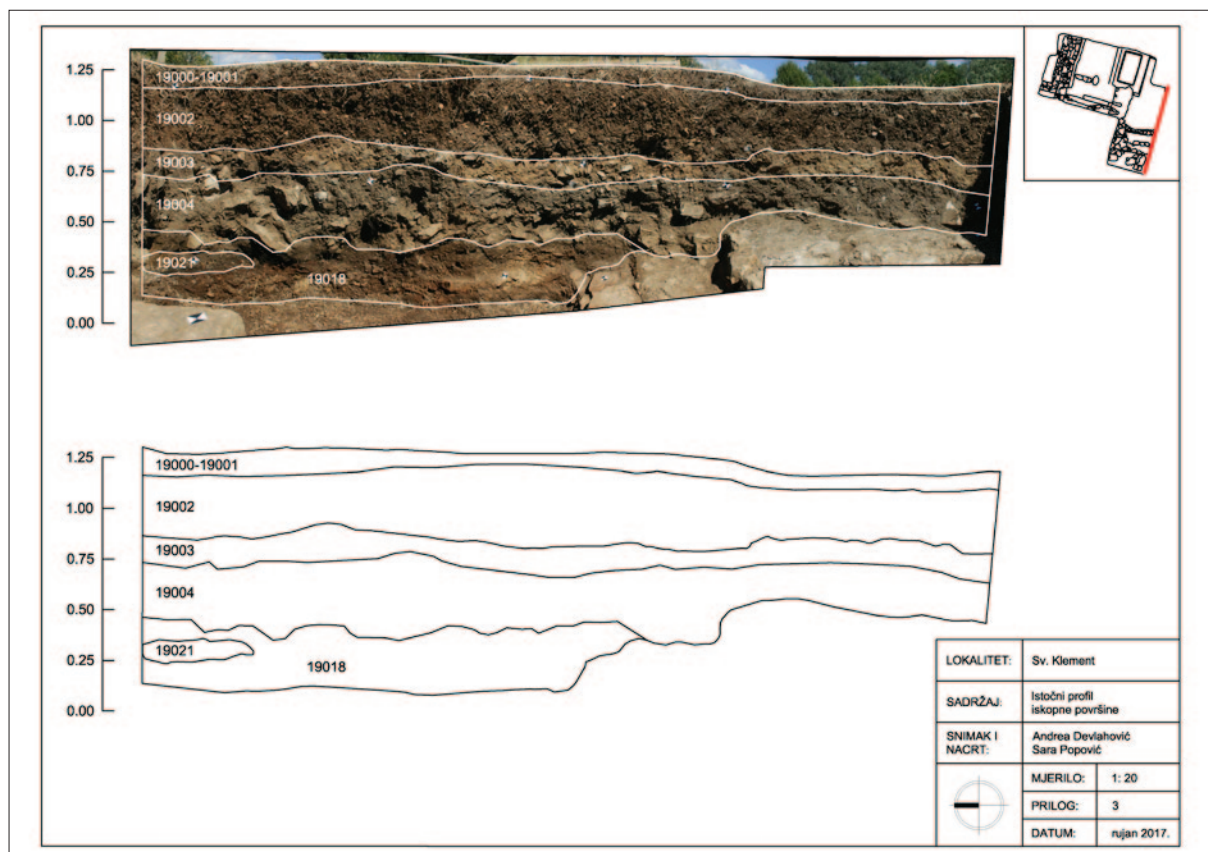 1.25
1.00
0.75
0.50
0.25
0.00
19000-19001
19002
19003
19004
19021
19018
1.25
1.00
0.75
0.50
0.25
0.00
19000-19001
19002
19003
19004
19021
19018
LOKALITET: Sv. Klement
SADRŽAJ: Istočni profil
iskopne površine
SNIMAK I
NACRT: Andrea Devlahović
Sara Popović
MJERILO: 1: 20
PRILOG: 3
DATUM: rujan 2017.